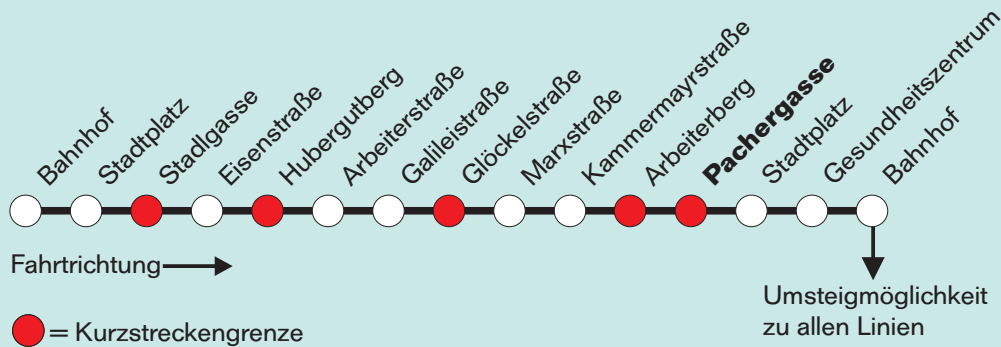 Bahnhof
Stadtplatz
Stadlgasse
Eisenstraße
Hubergutberg
Arbeiterstraße
Galileistraße
Glöckelstraße
Marxstraße
Kammermayrstraße
Arbeiterberg
Pachergasse
Stadtplatz
Gesundheitszentrum
Bahnhof
Fahrtrichtung
Umsteigmöglichkeit
zu allen Linien
= Kurzstreckengrenze